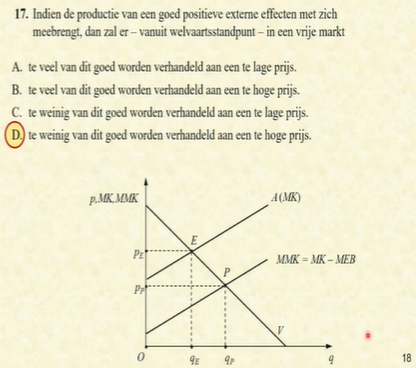 17. Indien de productie van een goed positieve externe effecten met zich
meebrengt, dan zal er – vanuit welvaartsstandpunt – in een vrije markt
A. te veel van dit goed worden verhandeld aan een te lage prijs.
B. te veel van dit goed worden verhandeld aan een te hoge prijs.
C. te weinig van dit goed worden verhandeld aan een te lage prijs.
D. te weinig van dit goed worden verhandeld aan een te hoge prijs.
p,MK,MMK
A (MK)
E
pE
MMK = MK – MEB
P
pP
V
O
qE
qP
q
18